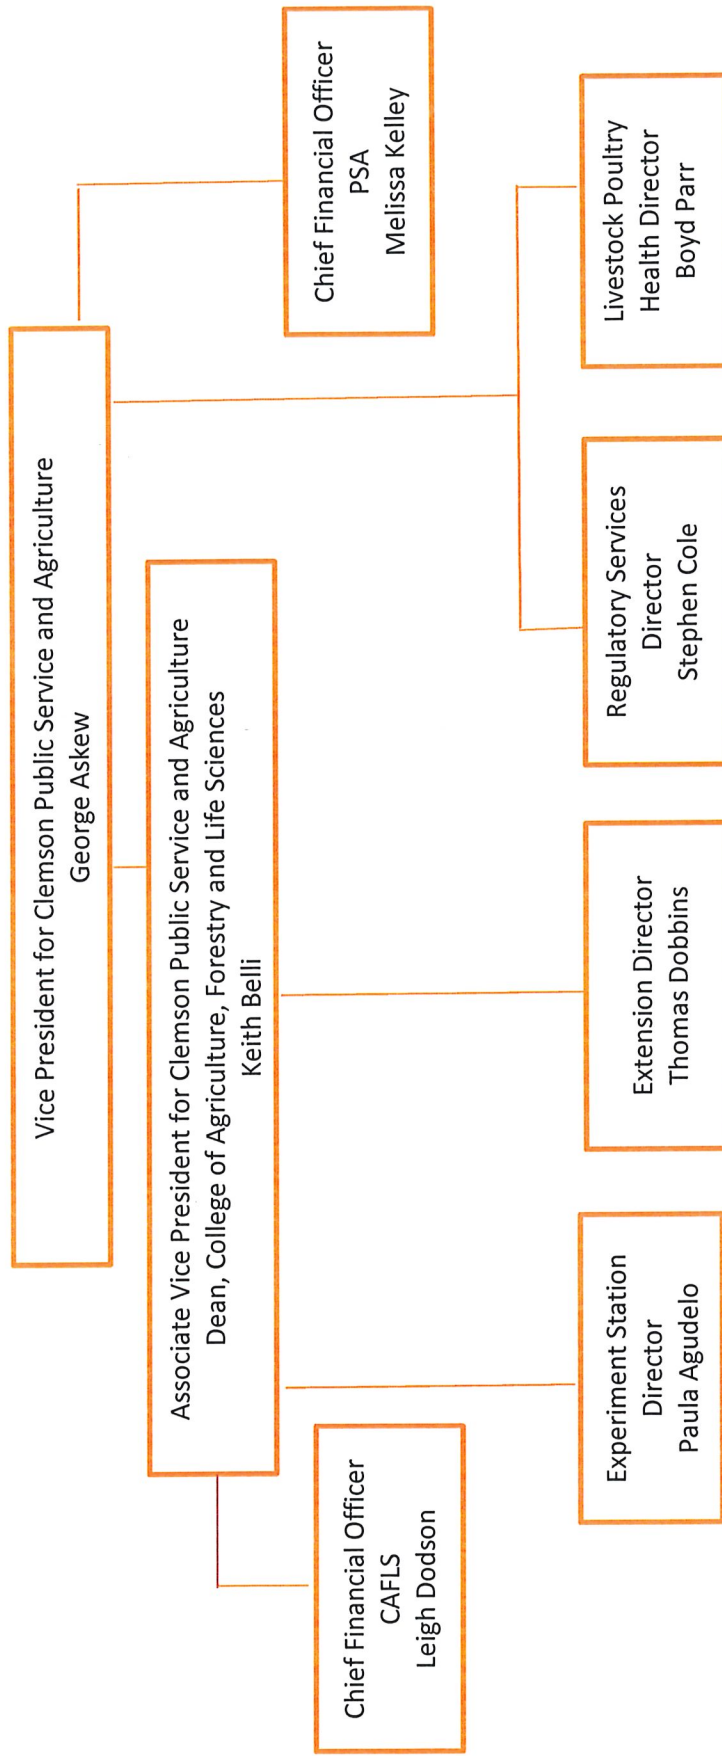 Vice President for Clemson Public Service and Agriculture
George Askew
Associate Vice President for Clemson Public Service and Agriculture
Dean, College of Agriculture, Forestry and Life Sciences
Keith Belli
Chief Financial Officer
CAFLS
Leigh Dodson
Chief Financial Officer
PSA
Melissa Kelley
Experiment Station
Director
Paula Agudelo
Extension Director
Thomas Dobbins
Regulatory Services
Director
Stephen Cole
Livestock Poultry
Health Director
Boyd Parr